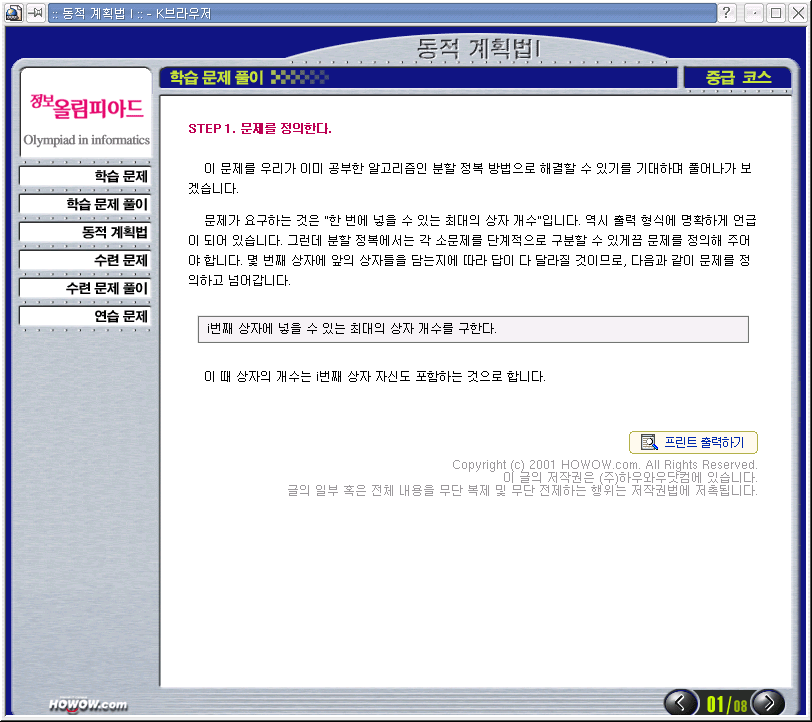 :: 동적 계획법 I :: - K브라우저
동적 계획법I
학습 문제 풀이
중급 코스
정보올림피아드
Olympiad in informatics
학습 문제
학습 문제 풀이
동적 계획법
수련 문제
수련 문제 풀이
연습 문제
STEP 1. 문제를 정의한다.
이 문제를 우리가 이미 공부한 알고리즘인 분할 정복 방법으로 해결할 수 있기를 기대하며 풀어나가 보
겠습니다.
문제가 요구하는 것은 "한 번에 넣을 수 있는 최대의 상자 개수"입니다. 역시 출력 형식에 명확하게 언급
이 되어 있습니다. 그런데 분할 정복에서는 각 소문제를 단계적으로 구분할 수 있게끔 문제를 정의해 주어
야 합니다. 몇 번째 상자에 앞의 상자들을 담는지에 따라 답이 다 달라질 것이므로, 다음과 같이 문제를 정
의하고 넘어갑니다.
i번째 상자에 넣을 수 있는 최대의 상자 개수를 구한다.
이 때 상자의 개수는 i번째 상자 자신도 포함하는 것으로 합니다.
프린트 출력하기
Copyright (c) 2001 HOWOW.com. All Rights Reserved.
이 글의 저작권은 (주)하우와우닷컴에 있습니다.
글의 일부 혹은 전체 내용을 무단 복제 및 무단 전제하는 행위는 저작권법에 저촉됩니다.
HOWOW.com
01/08